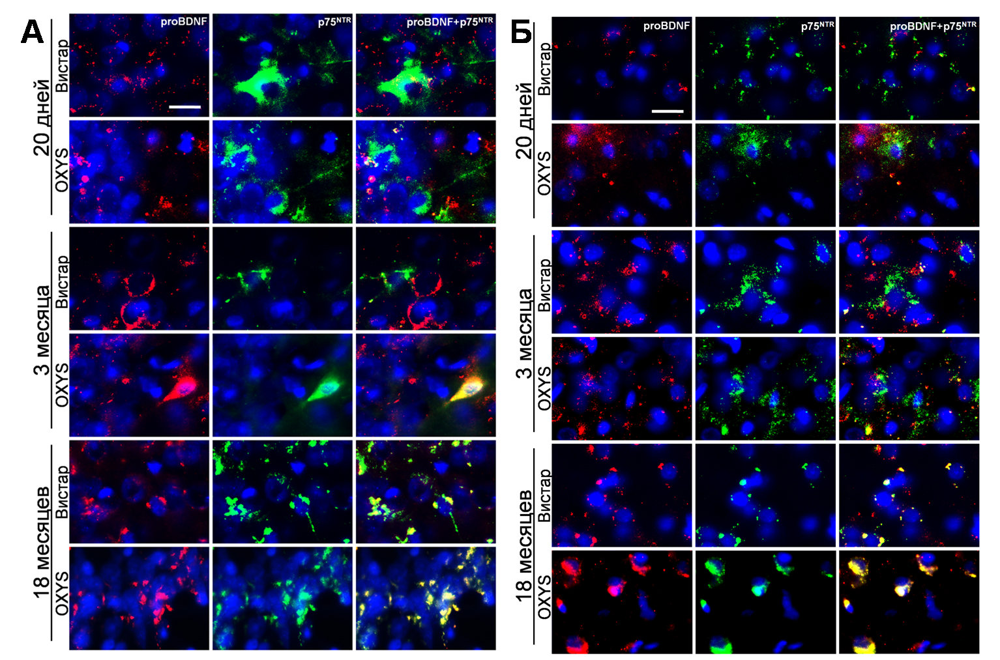 А
proBDNF
p75NTR
proBDNF+p75NTR
20 дней
Вистар
OXYS
3 месяца
Вистар
OXYS
18 месяцев
Вистар
OXYS
Б
proBDNF
p75NTR
proBDNF+p75NTR
20 дней
Вистар
OXYS
3 месяца
Вистар
OXYS
18 месяцев
Вистар
OXYS